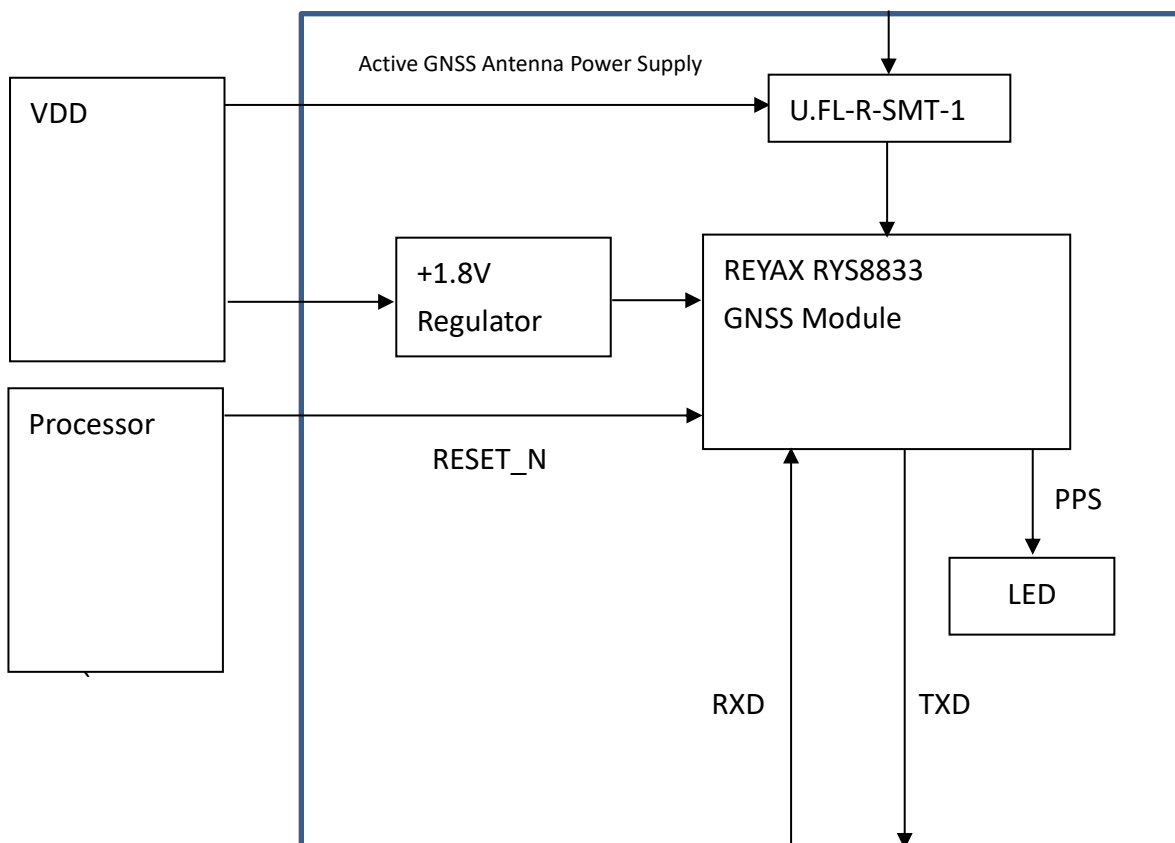 Active GNSS Antenna Power Supply
VDD
U.FL-R-SMT-1
+1.8V
Regulator
REYAX RYS8833
GNSS Module
Processor
RESET_N
PPS
LED
RXD
TXD